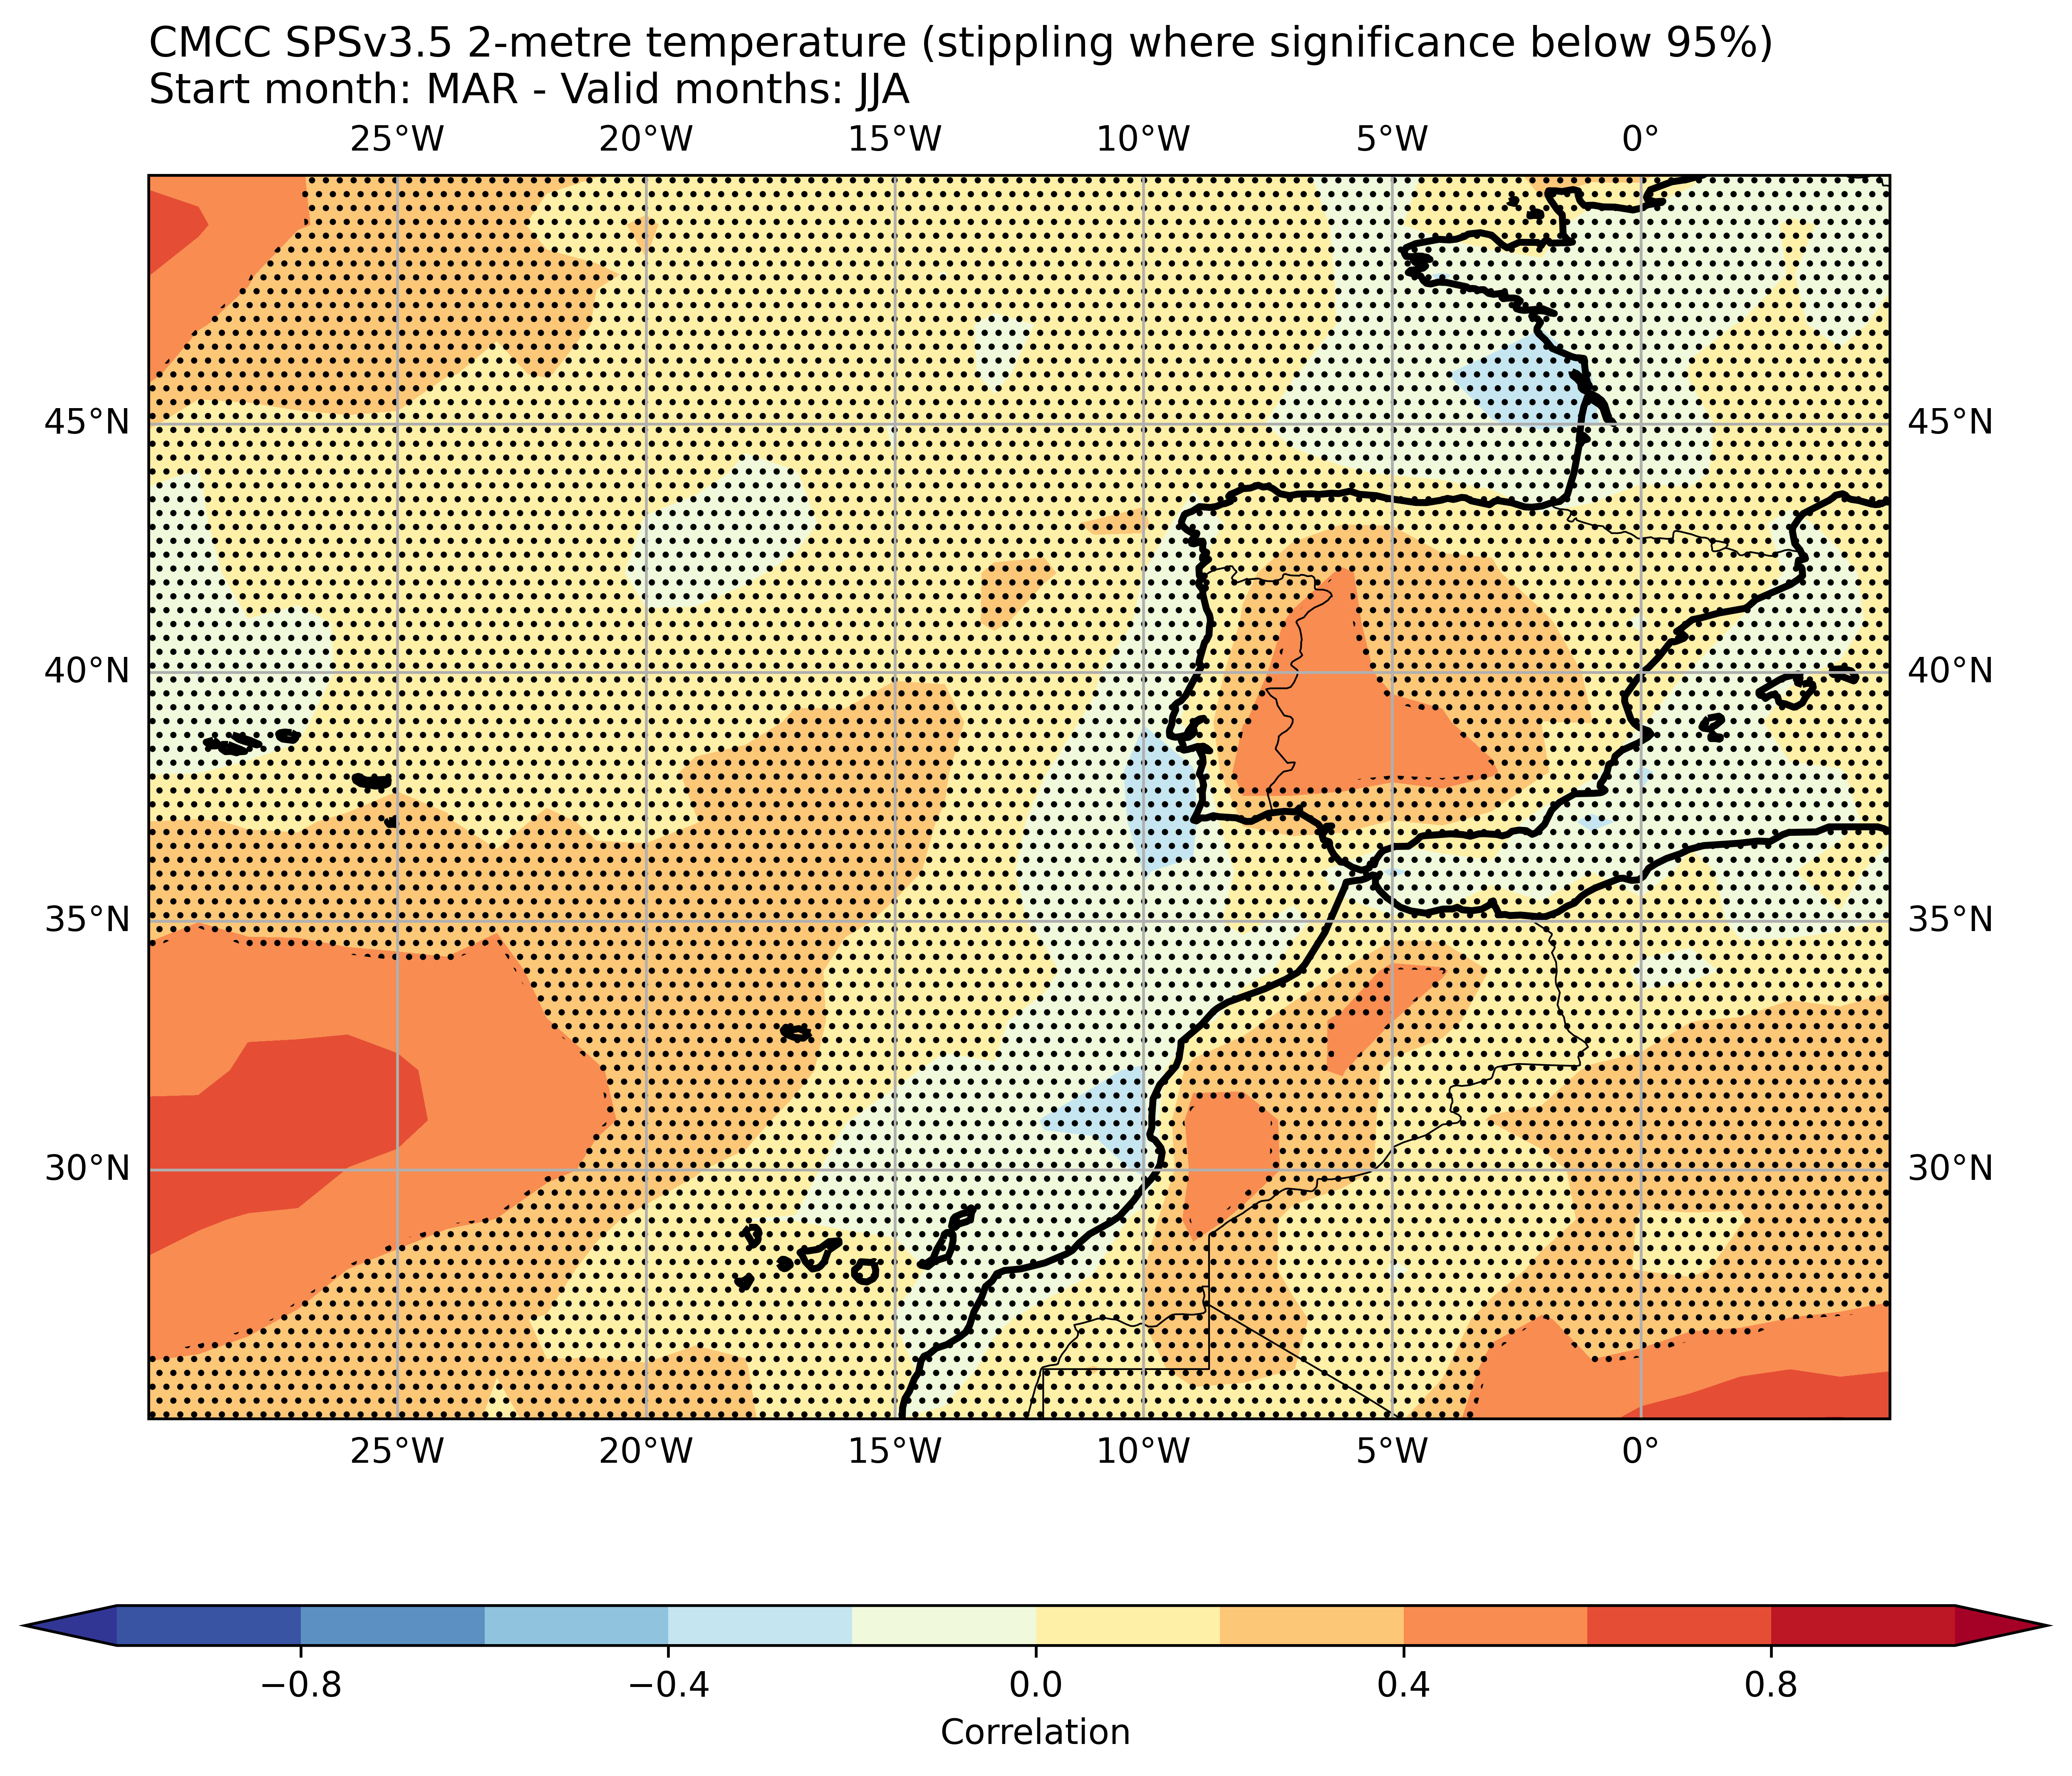 CMCC SPSv3.5 2-metre temperature (stippling where significance below 95%)
Start month: MAR - Valid months: JJA
25°W 20°W 15°W 10°W 5°W 0°
45°N 45°N
40°N 40°N
35°N 35°N
30°N 30°N
25°W 20°W 15°W 10°W 5°W 0°
−0.8 −0.4 0.0 0.4 0.8
Correlation